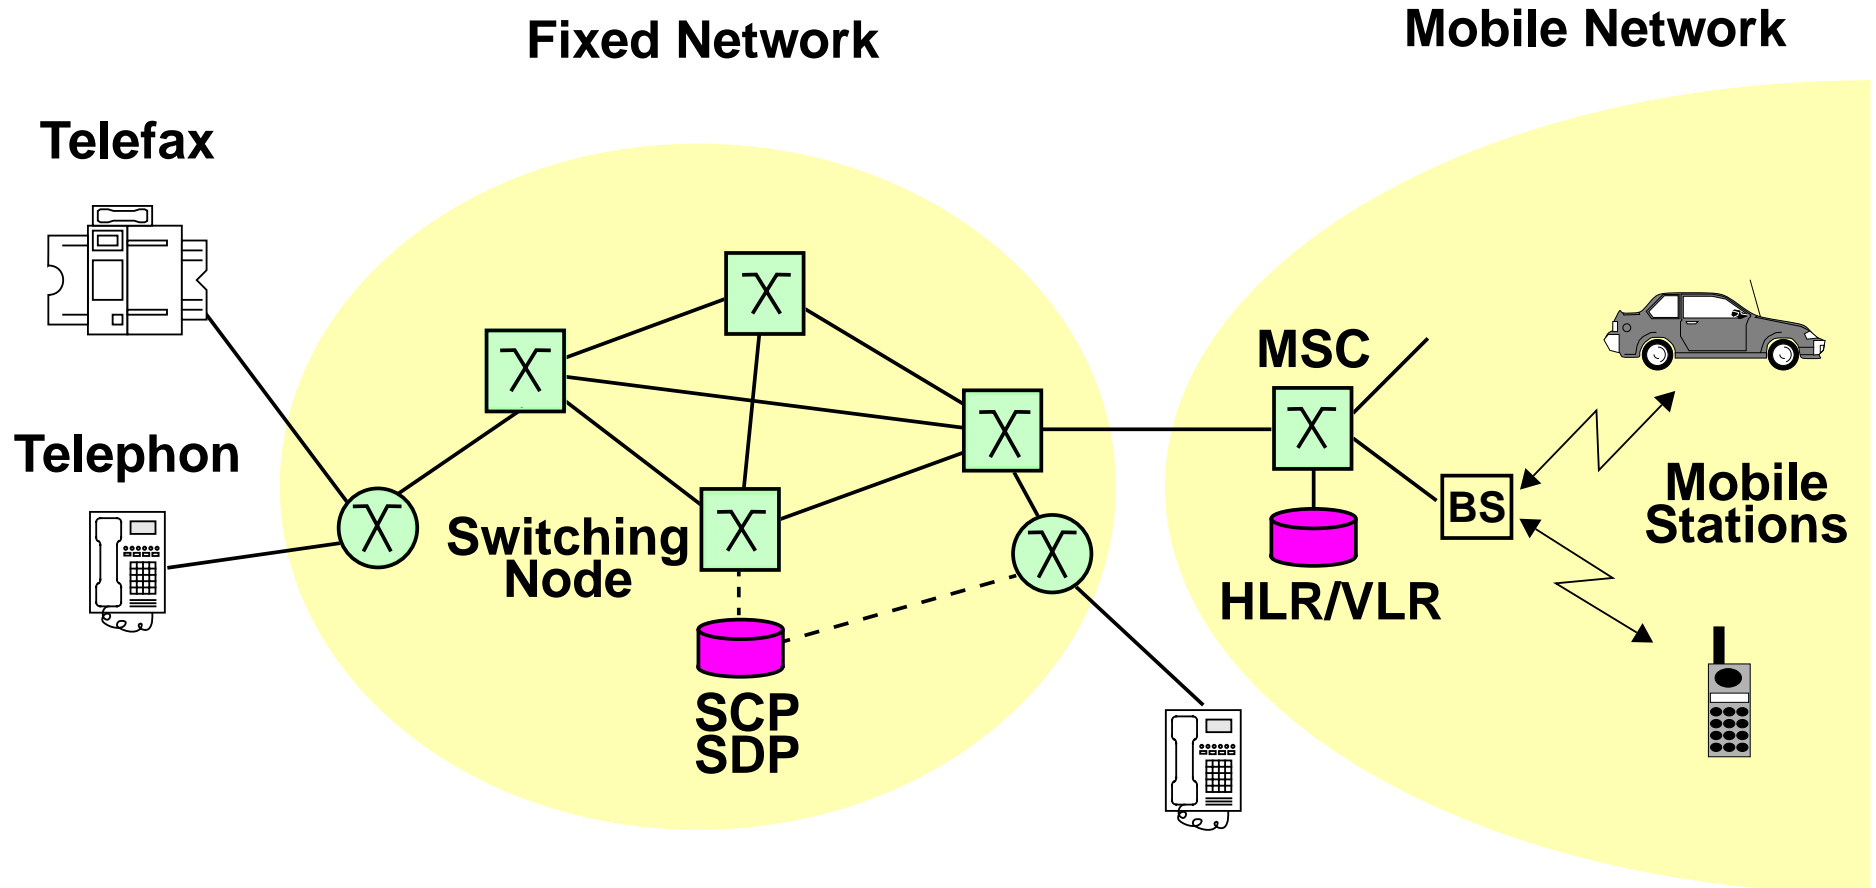 Fixed Network
Mobile Network
Telefax
Telephon
MSC
Switching
Node
BS
Mobile
Stations
HLR/VLR
SCP
SDP